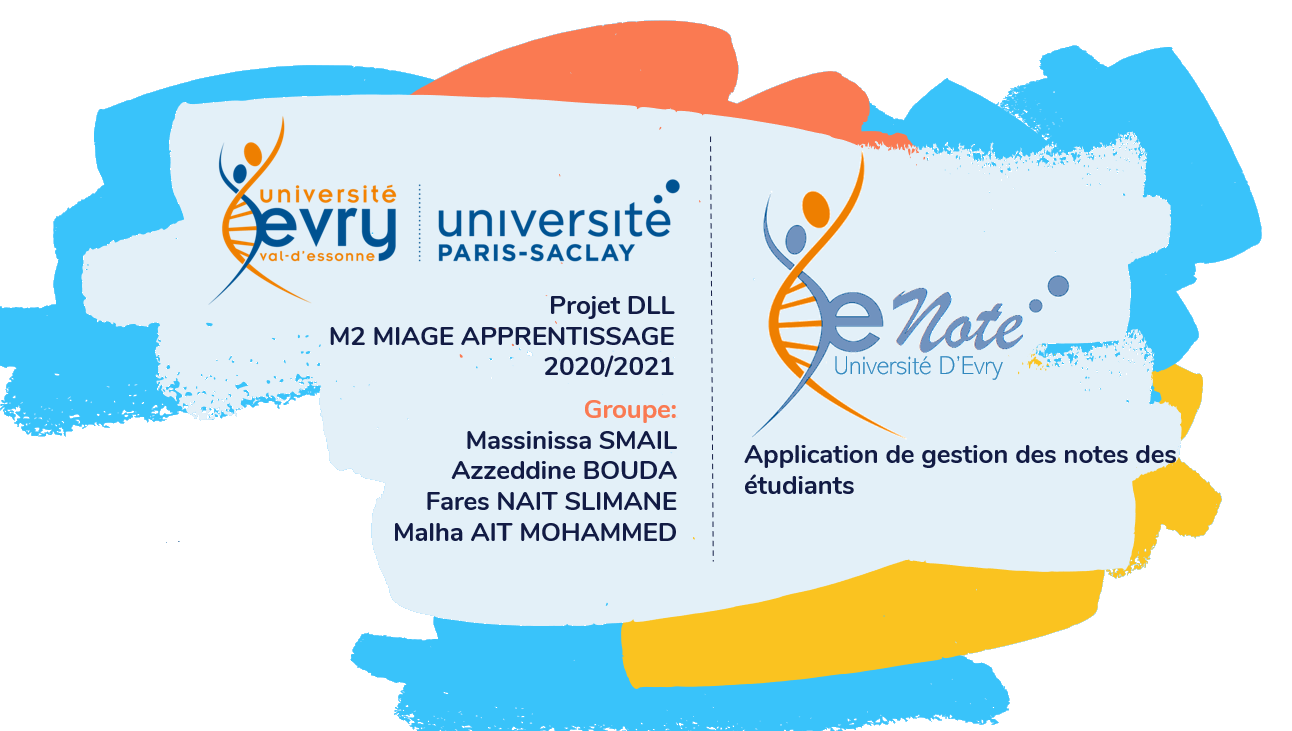 université
evry
val-d'essonne
université
PARIS-SACLAY
Projet DLL
M2 MIAGE APPRENTISSAGE
2020/2021
Groupe:
Massinissa SMAIL
Azzeddine BOUDA
Fares NAIT SLIMANE
Malha AIT MOHAMMED
e Note
Université D'Evry
Application de gestion des notes des
étudiants